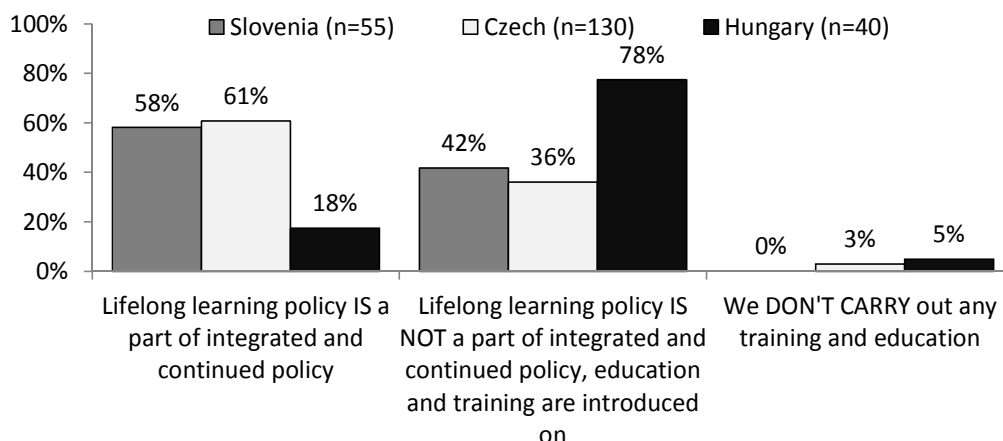 100%
Slovenia (n=55) Czech (n=130) Hungary (n=40)
78%
80%
58% 61%
60%
42%
36%
40%
18%
20%
0% 3% 5%
0%
Lifelong learning policy IS a
part of integrated and
continued policy
Lifelong learning policy IS
NOT a part of integrated and
continued policy, education
and training are introduced
on
We DON'T CARRY out any
training and education